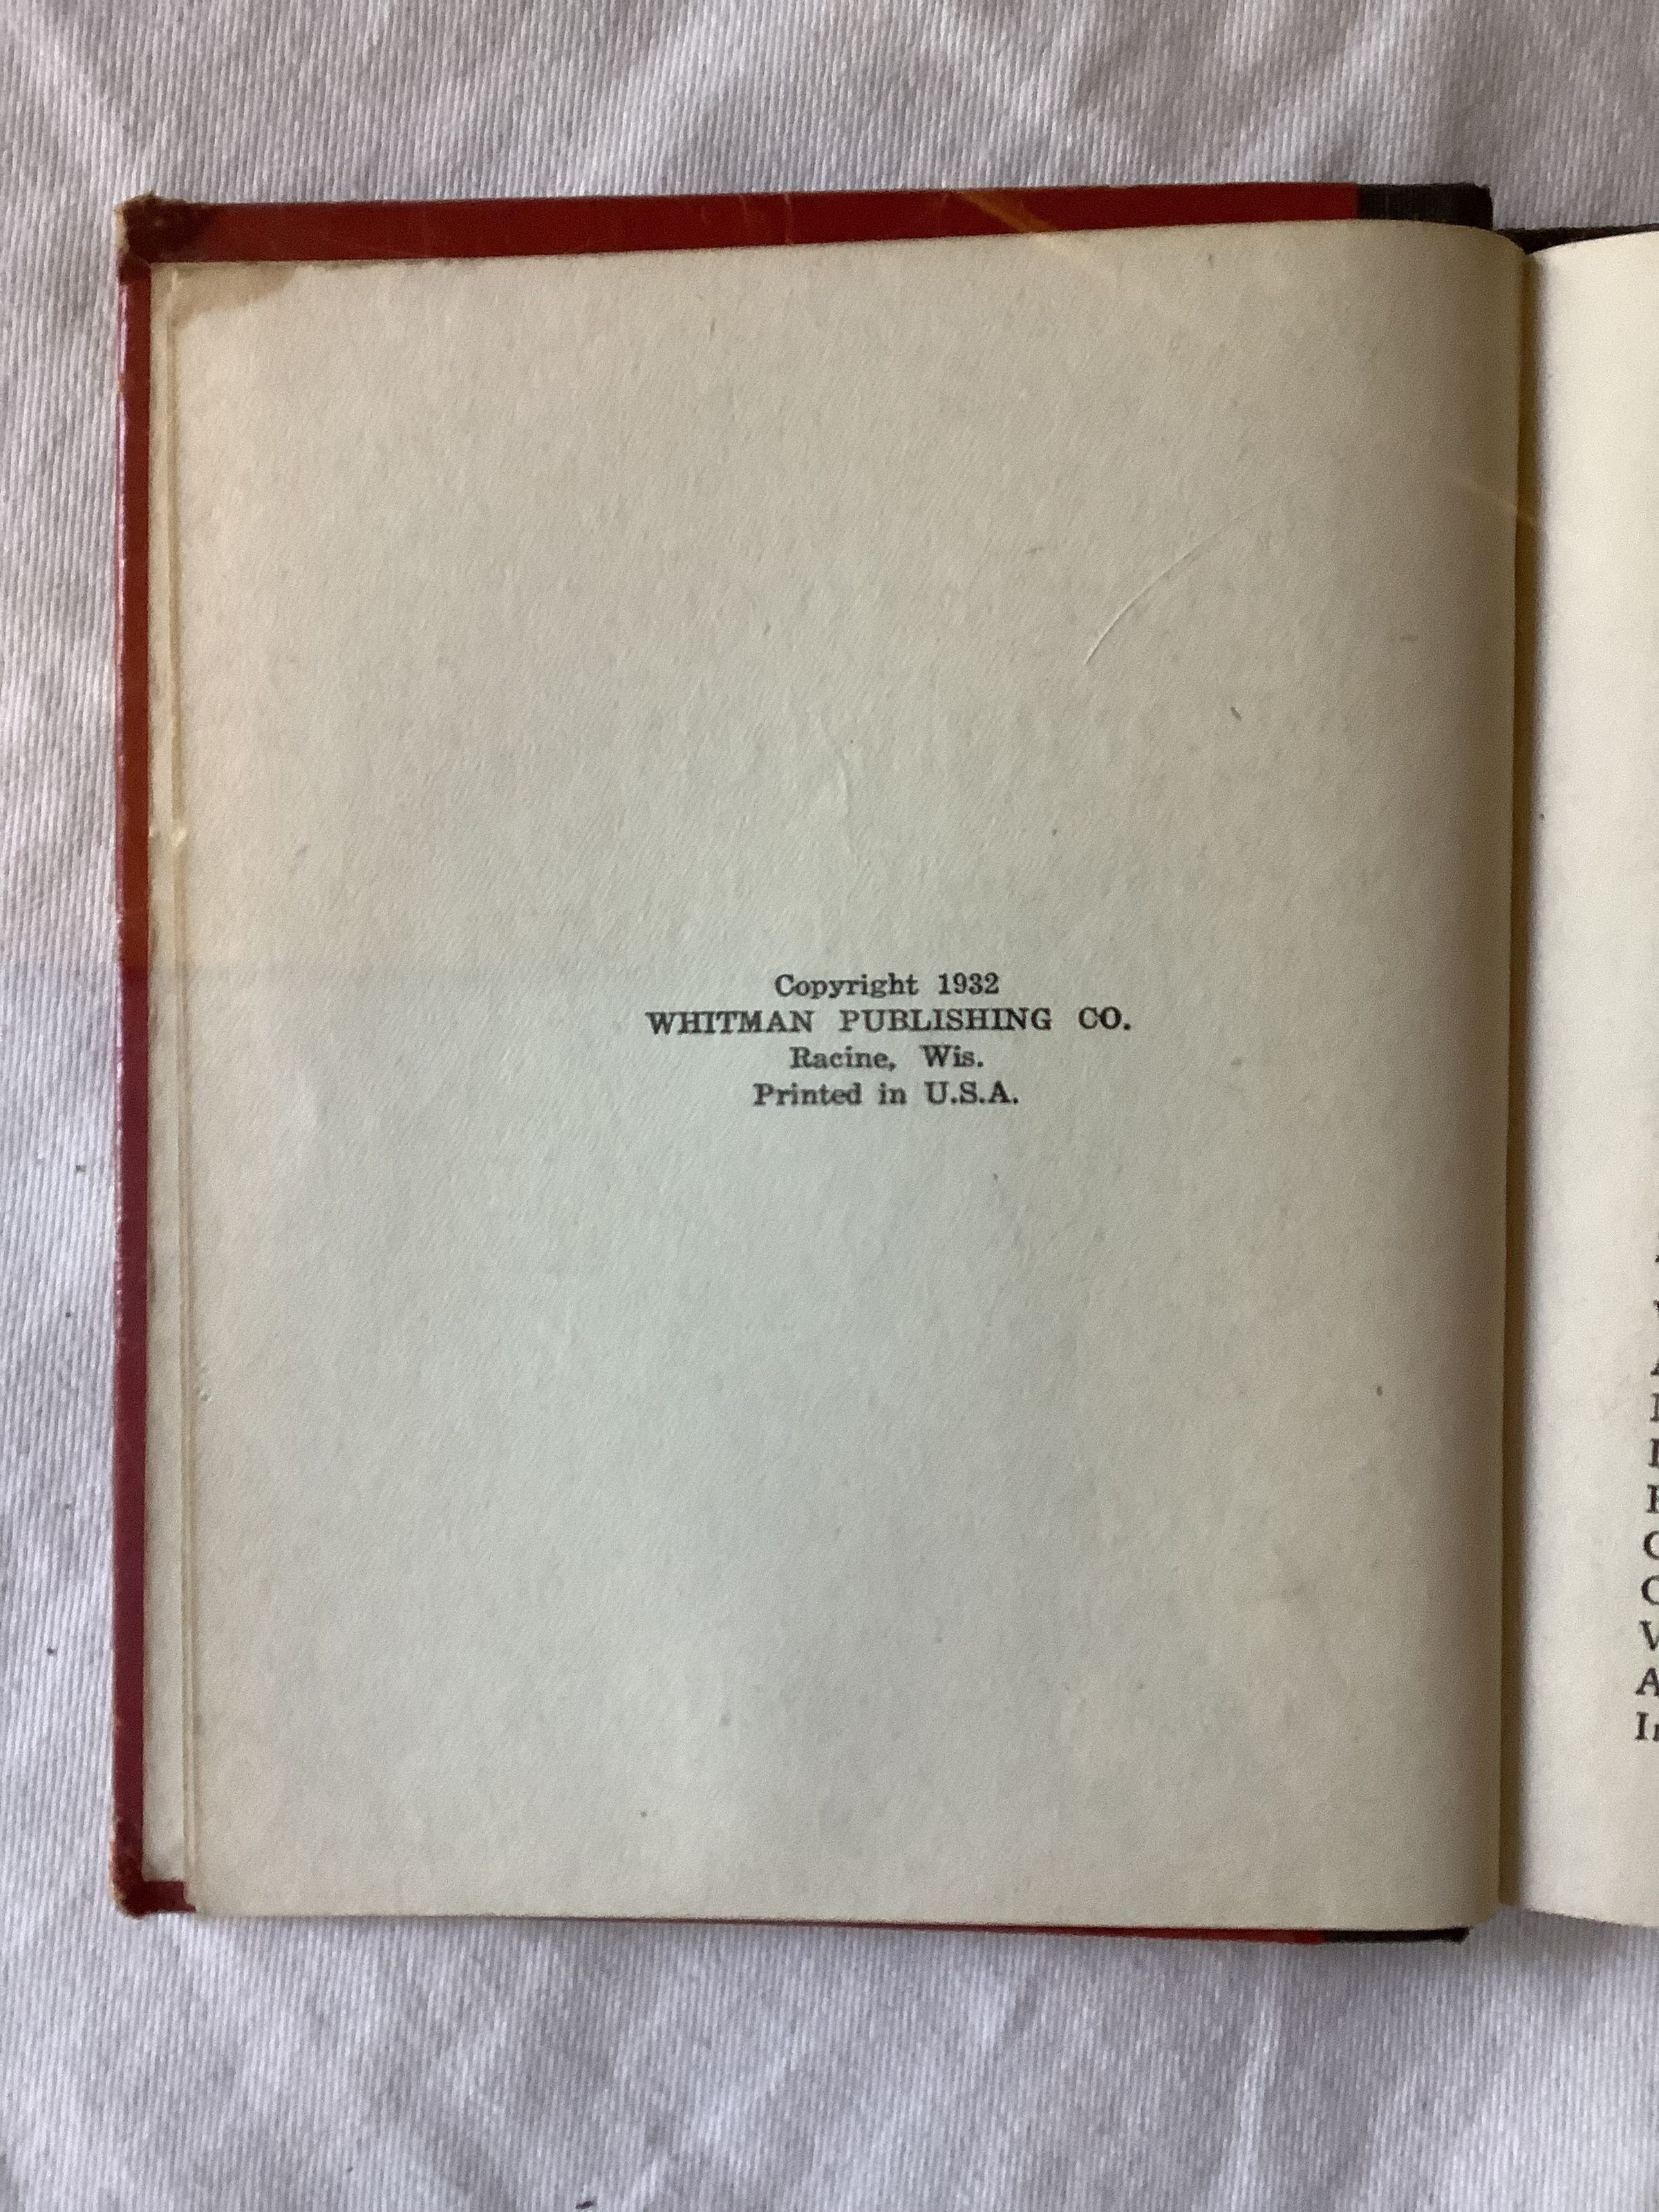 Copyright 1932
WHITMAN PUBLISHING CO.
Racine, Wis.
Printed in U.S.A.